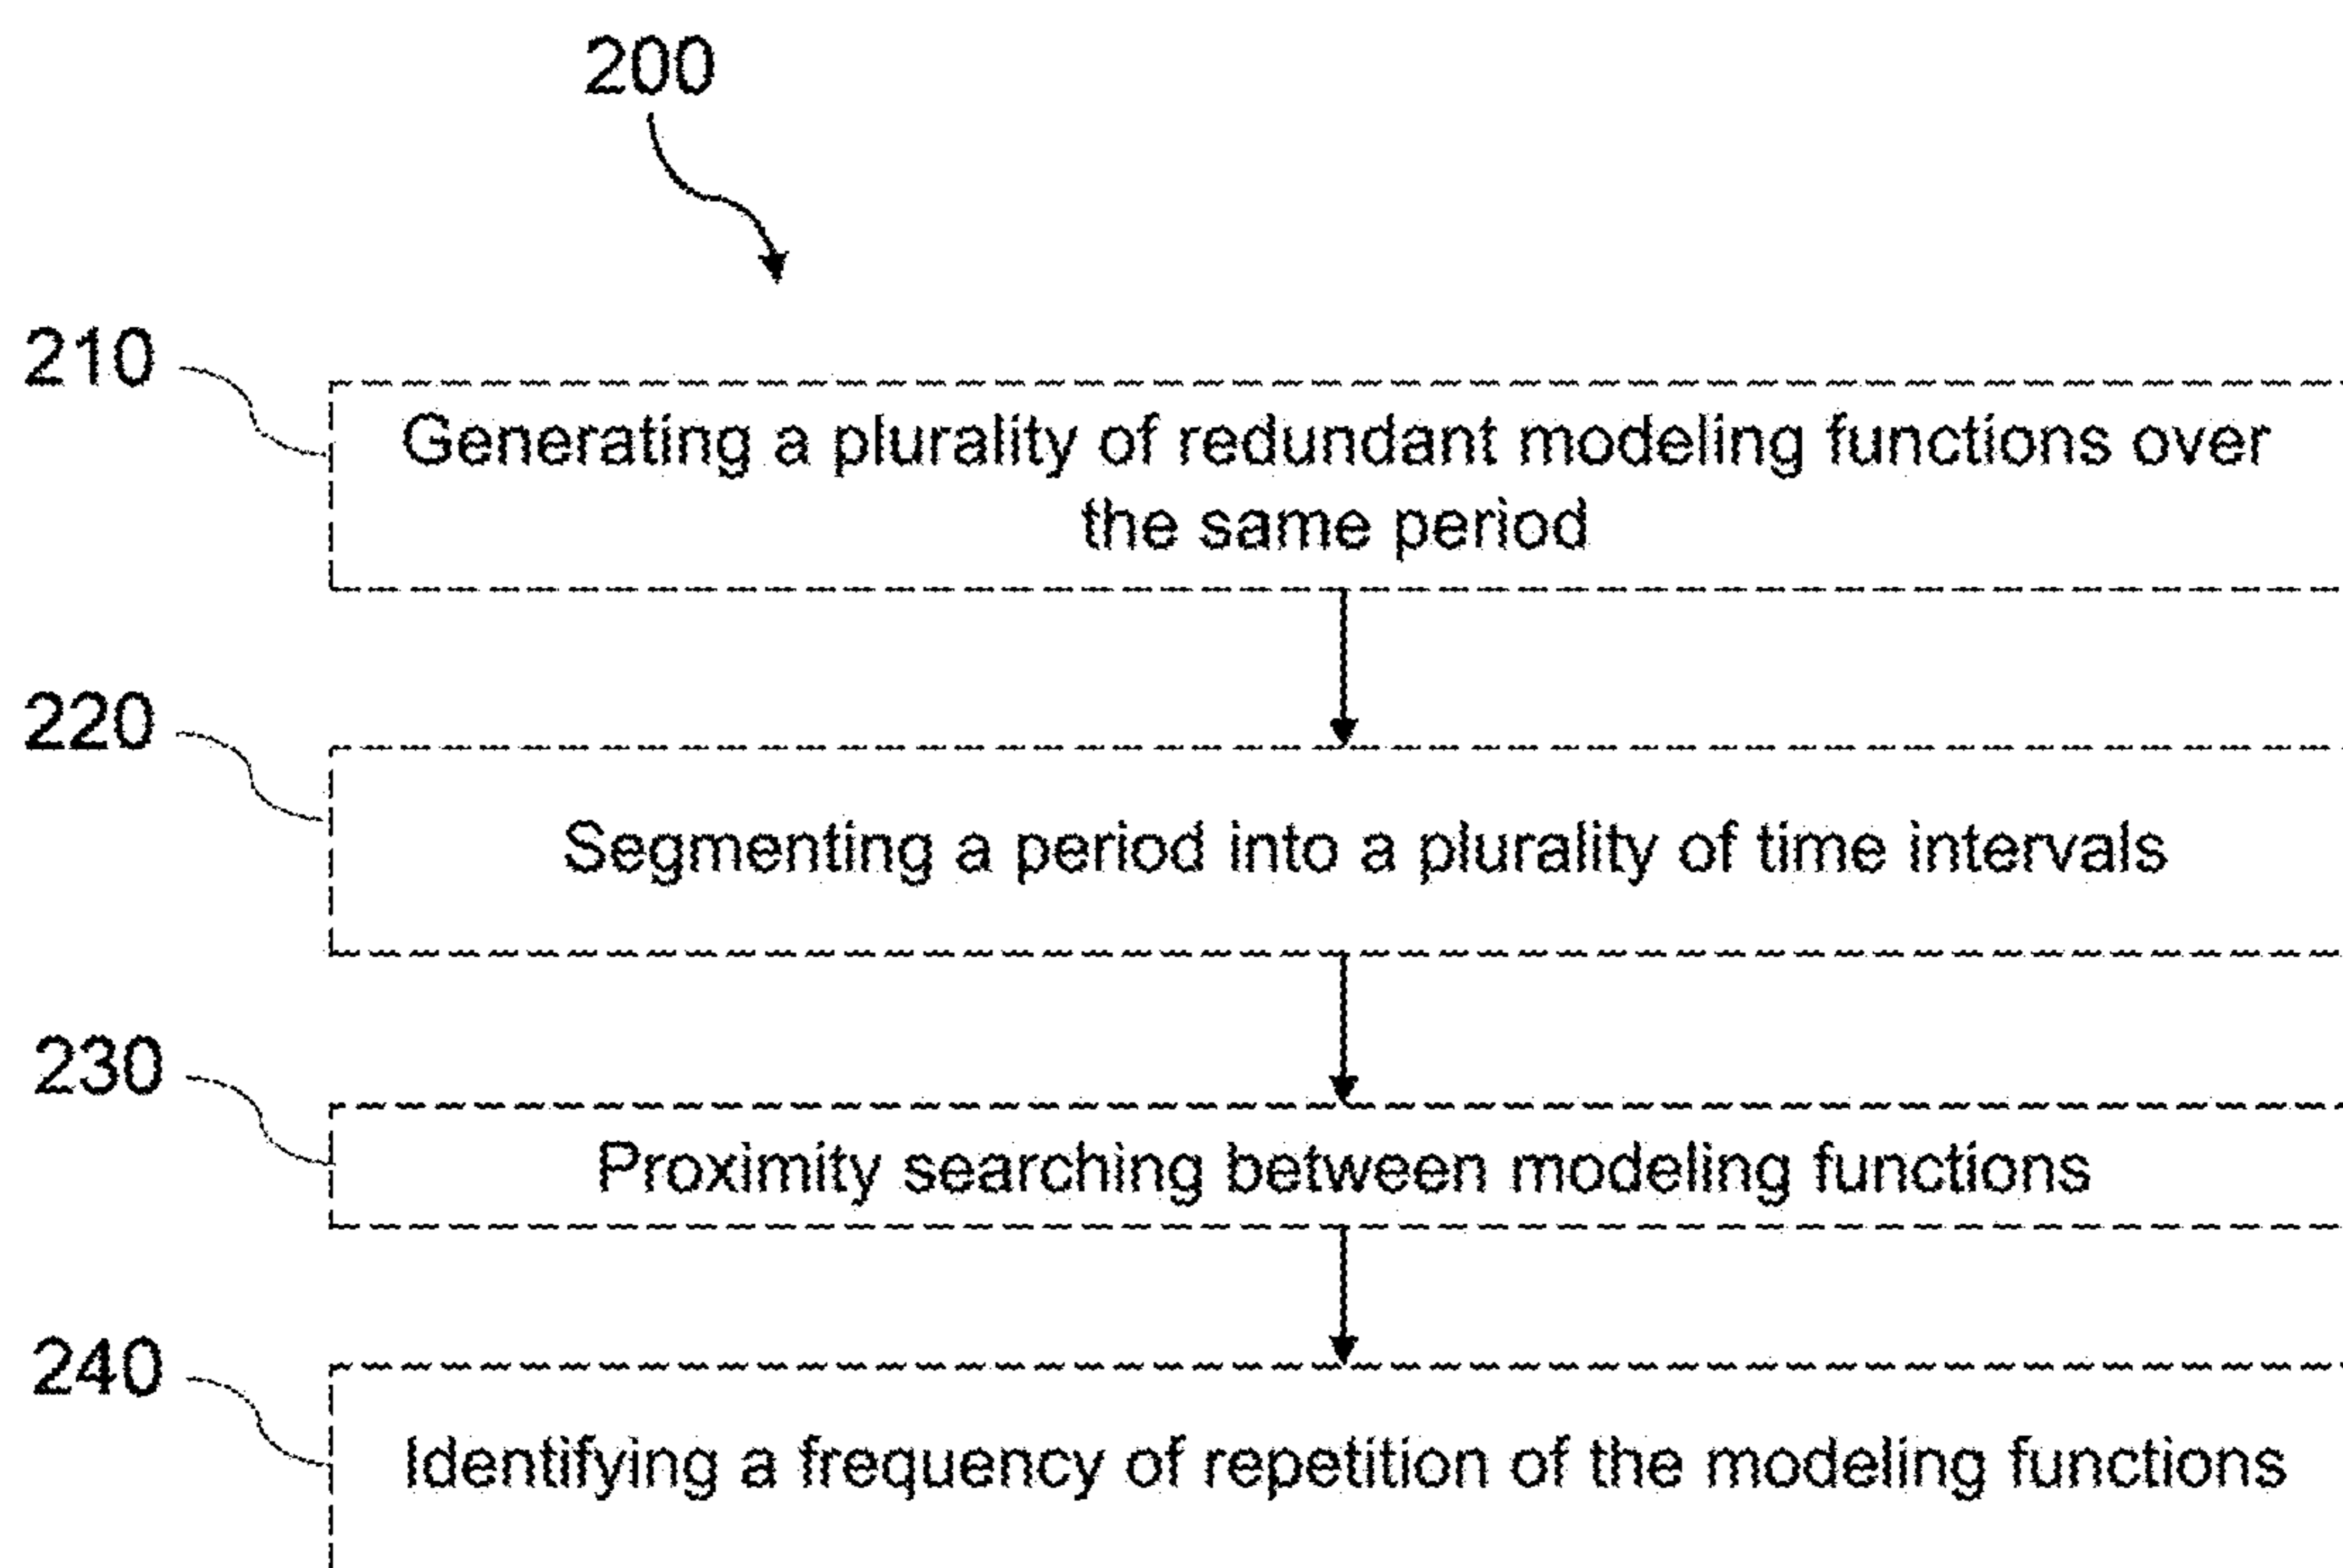 200
210
Generating a plurality of redundant modeling functions over
the same period
220
Segmenting a period into a plurality of time intervals
230
Proximity searching between modeling functions
240
Identifying a frequency of repetition of the modeling functions